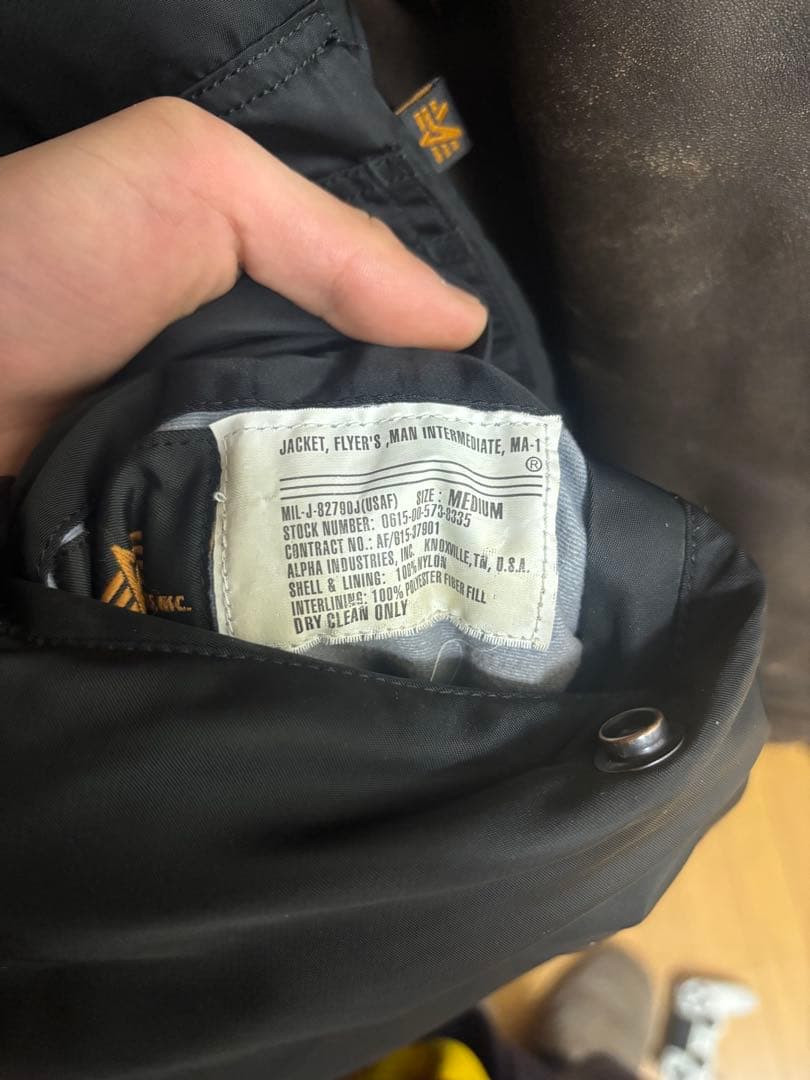 JACKET, FLYER'S ,MAN INTERMEDIATE, MA-1
®
MIL-J-82790J(USAF) SIZE : MEDIUM
STOCK NUMBER: 0615-00-573-8335
CONTRACT NO.: AF/615-37901
ALPHA INDUSTRIES, INC. KNOXVILLE, TN, U.S.A.
SHELL & LINING: 100%NYLON
INTERLINING: 100% POLYESTER FIBER FILL
DRY CLEAN ONLY